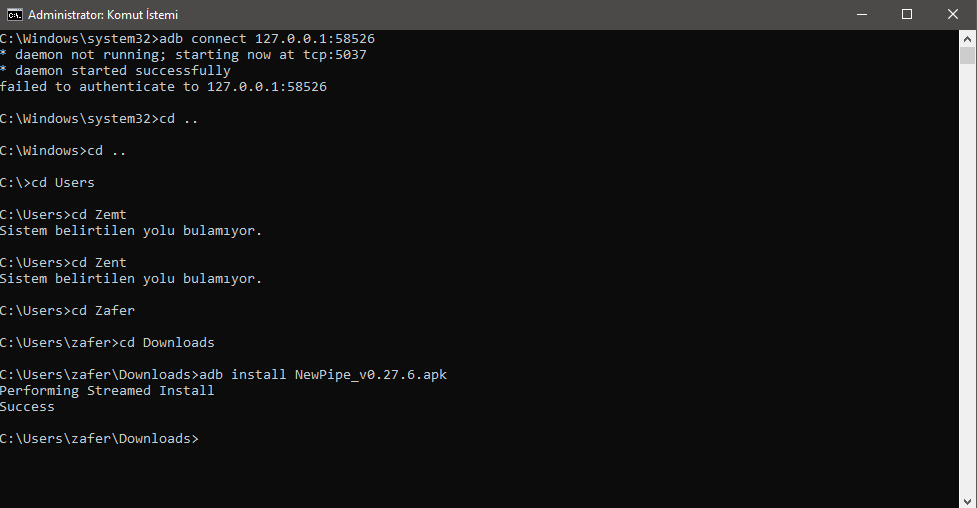 Administrator: Komut İstemi
C:\Windows\system32>adb connect 127.0.0.1:58526
* daemon not running; starting now at tcp:5037
* daemon started successfully
failed to authenticate to 127.0.0.1:58526
C:\Windows\system32>cd ..
C:\Windows>cd ..
C:\>cd Users
C:\Users>cd Zemt
Sistem belirtilen yolu bulamıyor.
C:\Users>cd Zent
Sistem belirtilen yolu bulamıyor.
C:\Users>cd Zafer
C:\Users\zafer>cd Downloads
C:\Users\zafer\Downloads>adb install NewPipe_v0.27.6.apk
Performing Streamed Install
Success
C:\Users\zafer\Downloads>